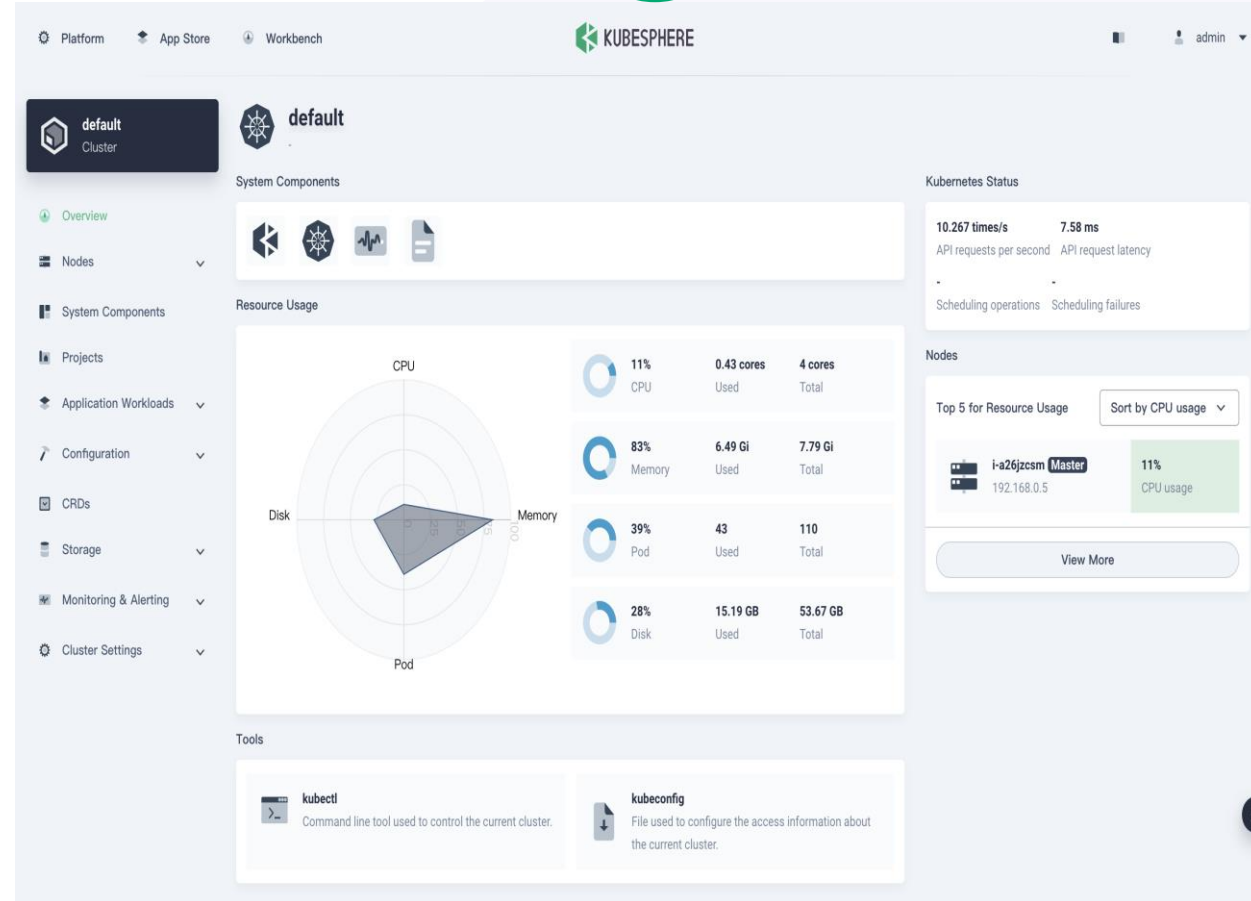 Platform
App Store
Workbench
KUBESPHERE
admin
default
Cluster
Overview
Nodes
System Components
Projects
Application Workloads
Configuration
CRDs
Storage
Monitoring & Alerting
Cluster Settings
default
-
System Components
Resource Usage
CPU
Memory
Pod
Disk
0
25
50
75
100
11%
0.43 cores
4 cores
CPU
Used
Total
83%
6.49 Gi
7.79 Gi
Memory
Used
Total
39%
43
110
Pod
Used
Total
28%
15.19 GB
53.67 GB
Disk
Used
Total
Tools
kubectl
Command line tool used to control the current cluster.
kubeconfig
File used to configure the access information about
the current cluster.
Kubernetes Status
10.267 times/s
7.58 ms
API requests per second
API request latency
-
-
Scheduling operations
Scheduling failures
Nodes
Top 5 for Resource Usage
Sort by CPU usage
i-a26jzcsm Master
192.168.0.5
11%
CPU usage
View More